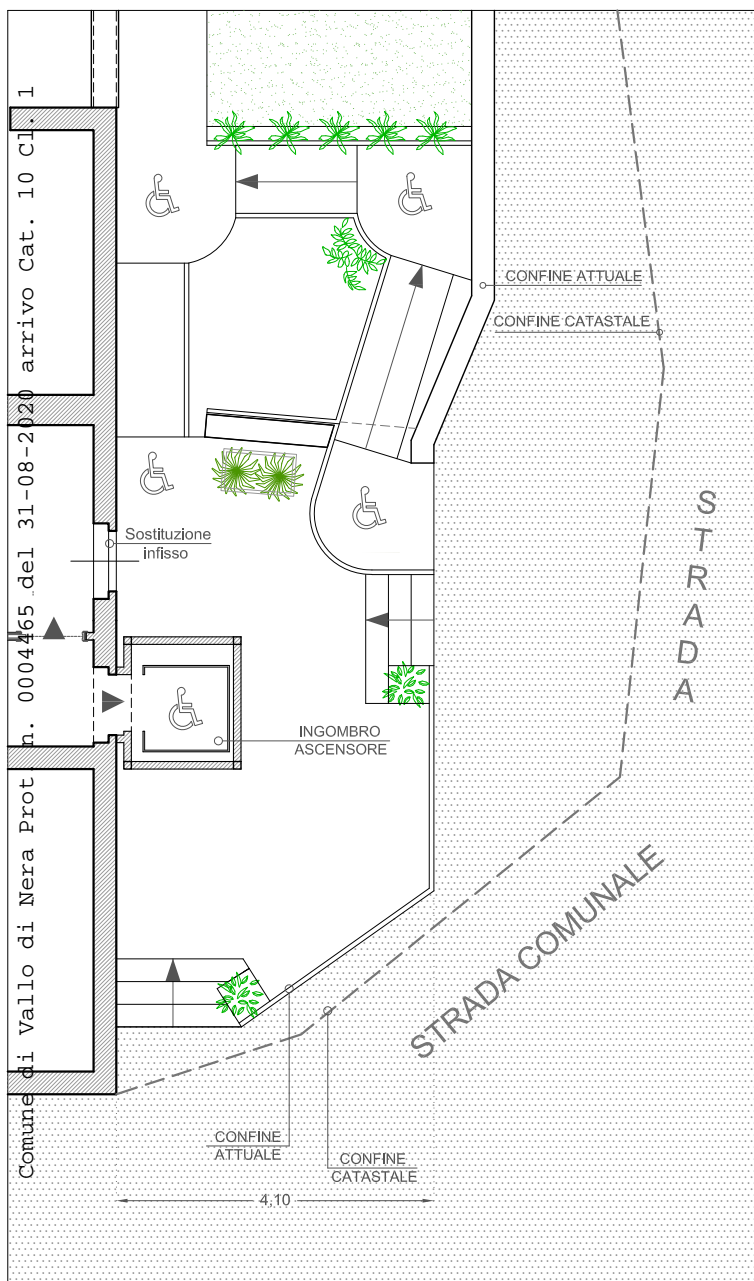 Comune di Vallo di Nera Prot. n. 0004465 del 31-08-2020 arrivo Cat. 10 Cl. 1
CONFINE ATTUALE
CONFINE CATASTALE
Sostituzione
infisso
STRADA
INGOMBRO
ASCENSORE
STRADA COMUNALE
CONFINE
ATTUALE
CONFINE
CATASTALE
4,10